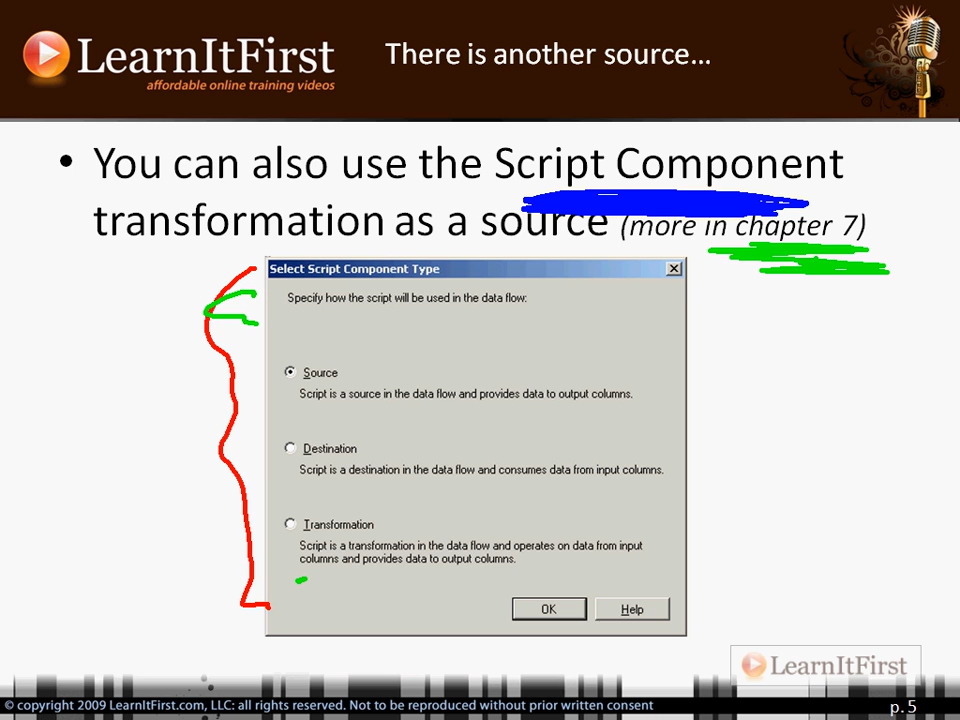 LearnItFirst
affordable online training videos
There is another source...
• You can also use the Script Component
transformation as a source (more in chapter 7)
Select Script Component Type
Specify how the script will be used in the data flow:
Source
Script is a source in the data flow and provides data to output columns.
Destination
Script is a destination in the data flow and consumes data from input columns.
Transformation
Script is a transformation in the data flow and operates on data from input
columns and provides data to output columns.
OK
Help
LearnItFirst
© copyright 2009 LearnItFirst.com, LLC: all rights reserved. Not to be reproduced without prior written consent
p. 5